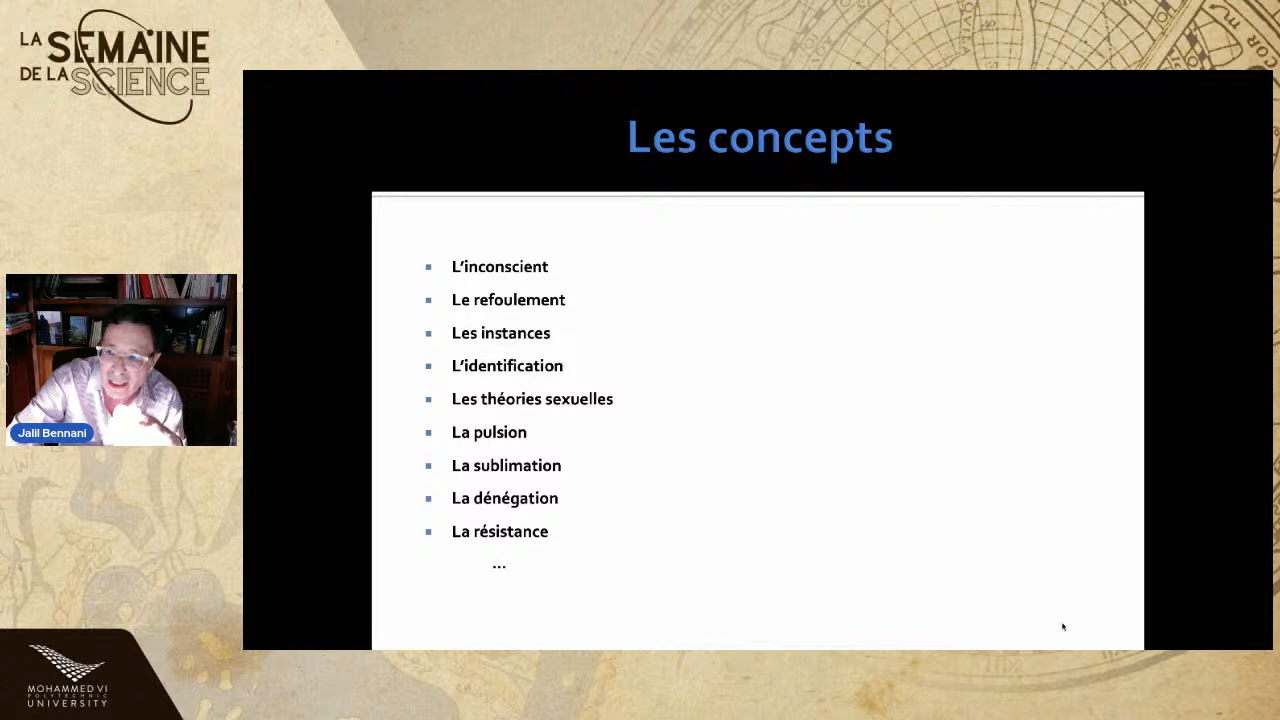 LA SEMAINE
DE LA SCIENCE
Les concepts
L'inconscient
Le refoulement
Les instances
L'identification
Les théories sexuelles
La pulsion
La sublimation
La dénégation
La résistance
...
Jalil Bennani
MOHAMMED VI
POLYTECHNIC
UNIVERSITY